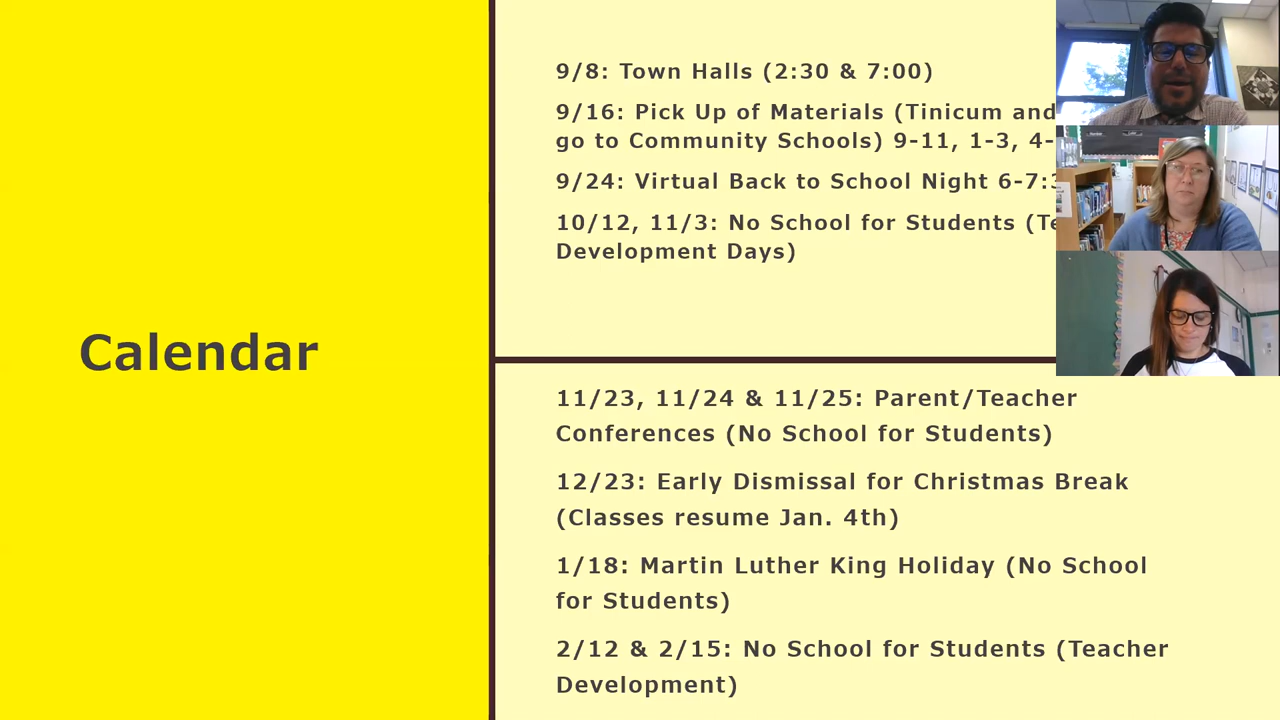 Calendar
9/8: Town Halls (2:30 & 7:00)
9/16: Pick Up of Materials (Tinicum and
go to Community Schools) 9-11, 1-3, 4-
9/24: Virtual Back to School Night 6-7:
10/12, 11/3: No School for Students
Development Days)
11/23, 11/24 & 11/25: Parent/Teacher
Conferences (No School for Students)
12/23: Early Dismissal for Christmas Break
(Classes resume Jan. 4th)
1/18: Martin Luther King Holiday (No School
for Students)
2/12 & 2/15: No School for Students (Teacher
Development)